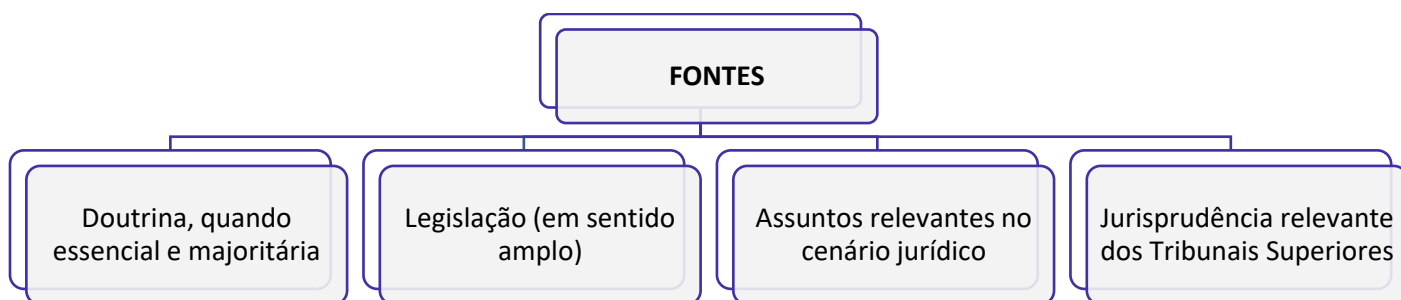 FONTES
Doutrina, quando
essencial e majoritária
Legislação (em sentido
amplo)
Assuntos relevantes no
cenário jurídico
Jurisprudência relevante
dos Tribunais Superiores